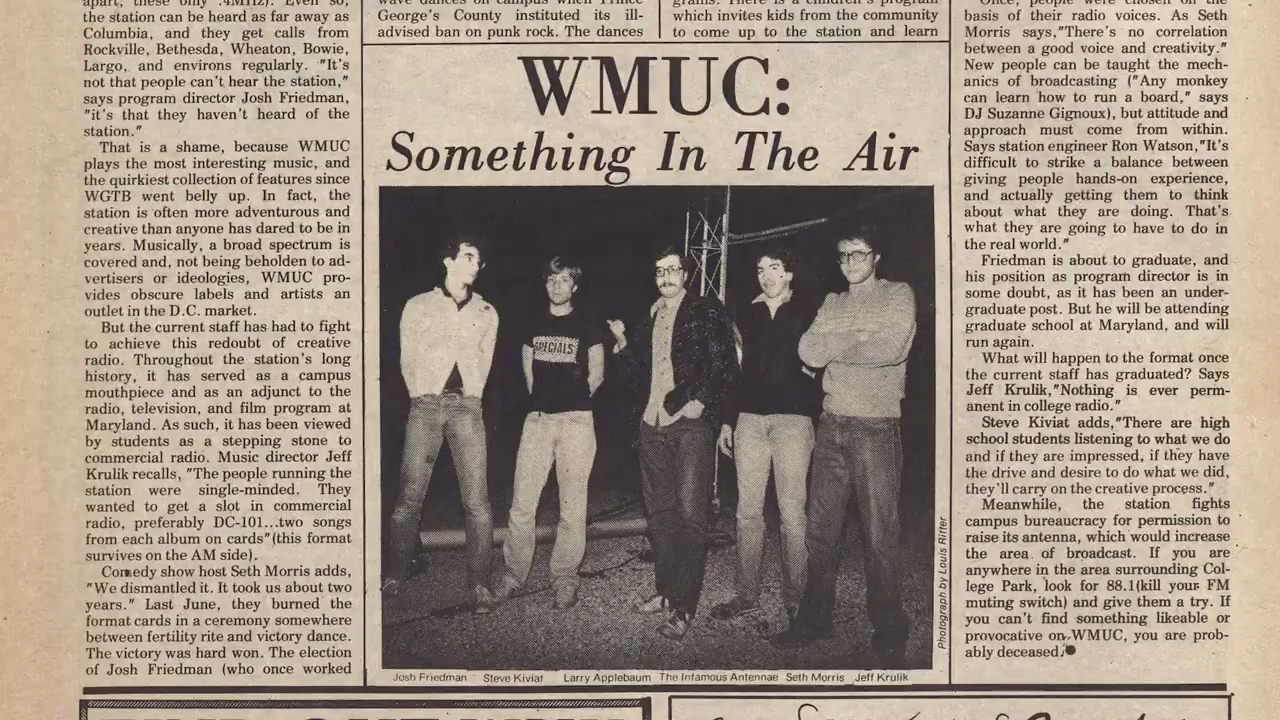 apart, these only .4MHz). Even so,
the station can be heard as far away as
Columbia, and they get calls from
Rockville, Bethesda, Wheaton, Bowie,
Largo, and environs regularly. "It's
not that people can't hear the station,"
says program director Josh Friedman,
"it's that they haven't heard of the
station."
That is a shame, because WMUC
plays the most interesting music, and
the quirkiest collection of features since
WGTB went belly up. In fact, the
station is often more adventurous and
creative than anyone has dared to be in
years. Musically, a broad spectrum is
covered and, not being beholden to ad-
vertisers or ideologies, WMUC pro-
vides obscure labels and artists an
outlet in the D.C. market.
But the current staff has had to fight
to achieve this redoubt of creative
radio. Throughout the station's long
history, it has served as a campus
mouthpiece and as an adjunct to the
radio, television, and film program at
Maryland. As such, it has been viewed
by students as a stepping stone to
commercial radio. Music director Jeff
Krulik recalls, "The people running the
station were single-minded. They
wanted to get a slot in commercial
radio, preferably DC-101...two songs
from each album on cards"(this format
survives on the AM side).
Comedy show host Seth Morris adds,
"We dismantled it. It took us about two
years." Last June, they burned the
format cards in a ceremony somewhere
between fertility rite and victory dance.
The victory was hard won. The election
of Josh Friedman (who once worked
wave dances on campus when Prince
George's County instituted its ill-
advised ban on punk rock. The dances
grams. There is a children's program
which invites kids from the community
to come up to the station and learn
WMUC:
Something In The Air
SPECIALS
Photograph by Louis Ritter
Josh Friedman Steve Kiviat Larry Applebaum The Infamous Antennae Seth Morris Jeff Krulik
Once, people were chosen on the
basis of their radio voices. As Seth
Morris says,"There's no correlation
between a good voice and creativity."
New people can be taught the mech-
anics of broadcasting ("Any monkey
can learn how to run a board," says
DJ Suzanne Gignoux), but attitude and
approach must come from within.
Says station engineer Ron Watson,"It's
difficult to strike a balance between
giving people hands-on experience,
and actually getting them to think
about what they are doing. That's
what they are going to have to do in
the real world."
Friedman is about to graduate, and
his position as program director is in
some doubt, as it has been an under-
graduate post. But he will be attending
graduate school at Maryland, and will
run again.
What will happen to the format once
the current staff has graduated? Says
Jeff Krulik,"Nothing is ever perm-
anent in college radio."
Steve Kiviat adds,"There are high
school students listening to what we do
and if they are impressed, if they have
the drive and desire to do what we did,
they'll carry on the creative process."
Meanwhile, the station fights
campus bureaucracy for permission to
raise its antenna, which would increase
the area of broadcast. If you are
anywhere in the area surrounding Col-
lege Park, look for 88.1(kill your FM
muting switch) and give them a try. If
you can't find something likeable or
provocative on WMUC, you are prob-
ably deceased.